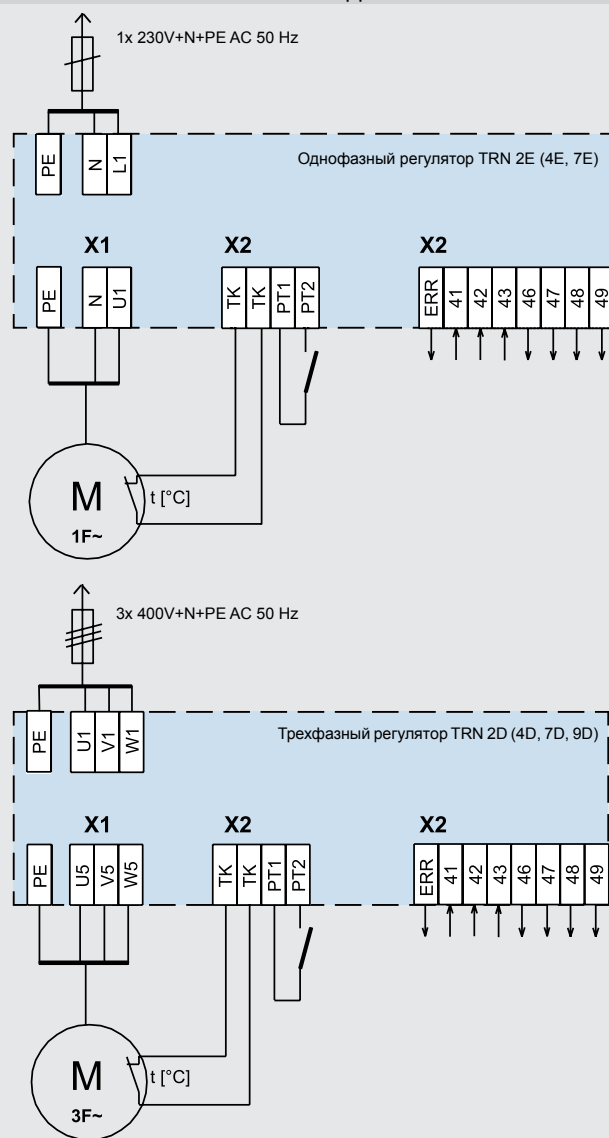 1x 230V+N+PE AC 50 Hz
PE N L1
Однофазный регулятор TRN 2E (4E, 7E)
X1 X2 X2
PE N U1 TK TK PT1 PT2 ERR 41 42 43 46 47 48 49
M
1F~
t [°C]
3x 400V+N+PE AC 50 Hz
PE U1 V1 W1
Трехфазный регулятор TRN 2D (4D, 7D, 9D)
X1 X2 X2
PE U5 V5 W5 TK TK PT1 PT2 ERR 41 42 43 46 47 48 49
M
3F~
t [°C]